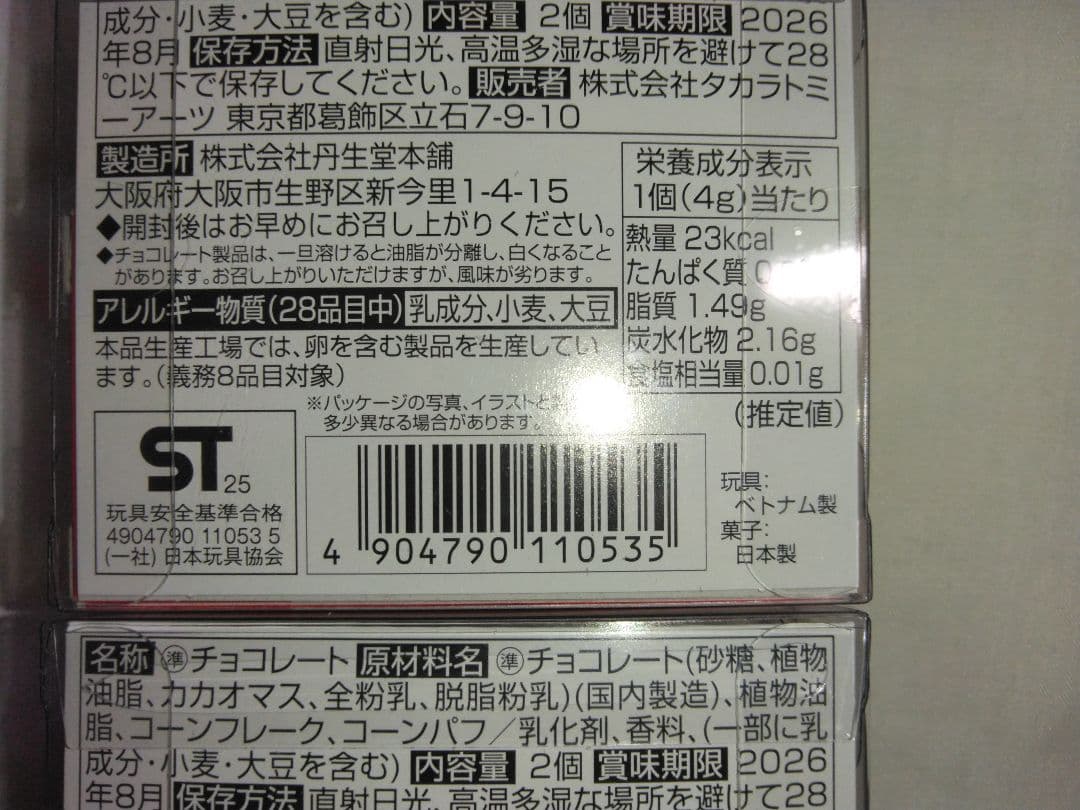 成分・小麦・大豆を含む) 内容量 2個 賞味期限 2026
年8月 保存方法 直射日光、高温多湿な場所を避けて28
℃以下で保存してください。 販売者 株式会社タカラトミ
ーアーツ 東京都葛飾区立石7-9-10
製造所 株式会社丹生堂本舗
大阪府大阪市生野区新今里1-4-15
◆開封後はお早めにお召し上がりください。
◆チョコレート製品は、一旦溶けると油脂が分離し、白くなること
があります。お召し上がりいただけますが、風味が劣ります。
アレルギー物質(28品目中) 乳成分、小麦、大豆
本品生産工場では、卵を含む製品を生産してい
ます。(義務8品目対象)
栄養成分表示
1個(4g)当たり
熱量 23kcal
たんぱく質
脂質 1.49g
炭水化物 2.16g
食塩相当量 0.01g
(推定値)
※パッケージの写真、イラストと
多少異なる場合があります。
ST 25
玩具安全基準合格
4904790 11053 5
(一社) 日本玩具協会
4 904790 110535
玩具:
ベトナム製
菓子:
日本製
名称 ㊜チョコレート 原材料名 ㊜チョコレート(砂糖、植物
油脂、カカオマス、全粉乳、脱脂粉乳)(国内製造)、植物油
脂、コーンフレーク、コーンパフ/乳化剤、香料、(一部に乳
成分・小麦・大豆を含む) 内容量 2個 賞味期限 2026
年8月 保存方法 直射日光、高温多湿な場所を避けて28